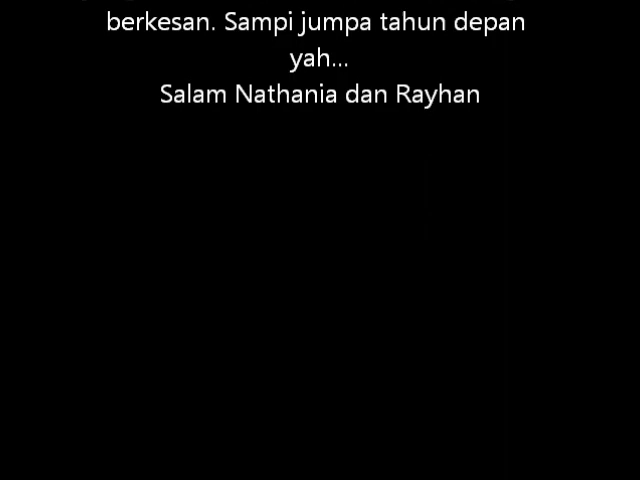 berkesan. Sampi jumpa tahun depan
yah...
Salam Nathania dan Rayhan